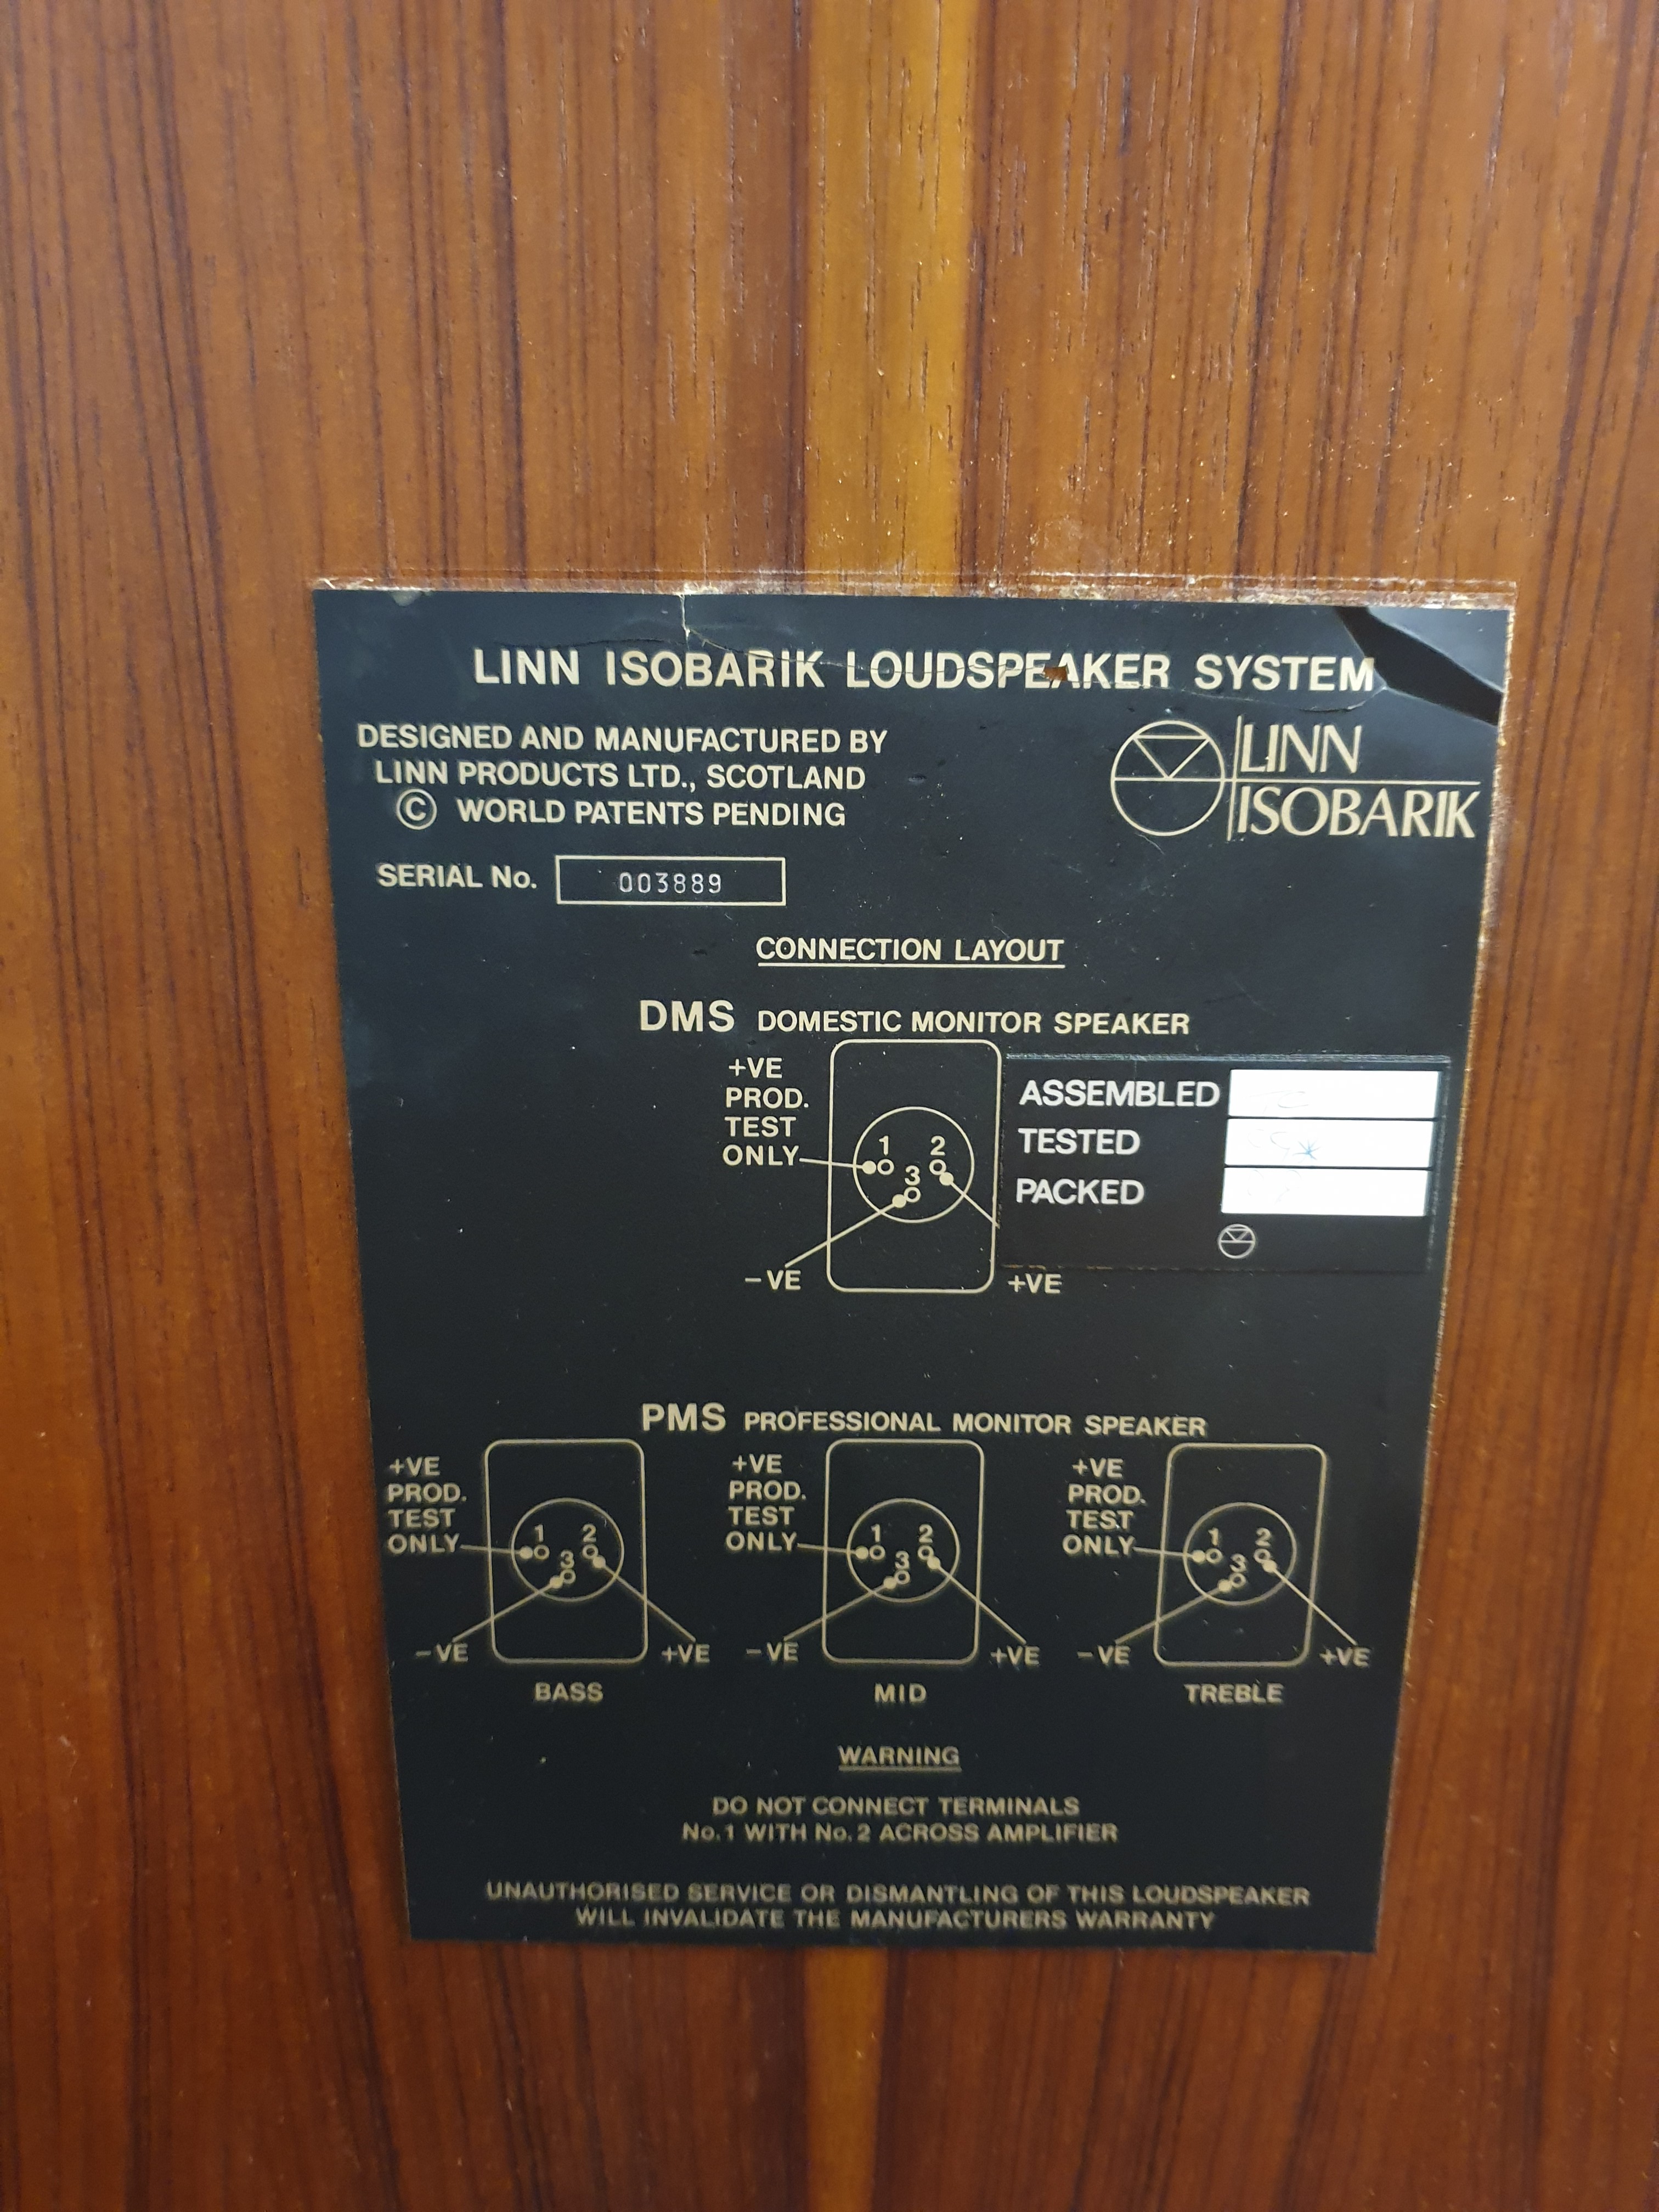 LINN ISOBARIK LOUDSPEAKER SYSTEM
DESIGNED AND MANUFACTURED BY
LINN PRODUCTS LTD., SCOTLAND
© WORLD PATENTS PENDING
LINN
ISOBARIK
SERIAL No. 003889
CONNECTION LAYOUT
DMS DOMESTIC MONITOR SPEAKER
+VE
PROD.
TEST
ONLY
1 2
3
-VE
+VE
ASSEMBLED
TESTED
PACKED
PMS PROFESSIONAL MONITOR SPEAKER
+VE
PROD.
TEST
ONLY
1 2
3
-VE
+VE
BASS
+VE
PROD.
TEST
ONLY
1 2
3
-VE
+VE
MID
+VE
PROD.
TEST
ONLY
1 2
3
-VE
+VE
TREBLE
WARNING
DO NOT CONNECT TERMINALS
No.1 WITH No.2 ACROSS AMPLIFIER
UNAUTHORISED SERVICE OR DISMANTLING OF THIS LOUDSPEAKER
WILL INVALIDATE THE MANUFACTURERS WARRANTY